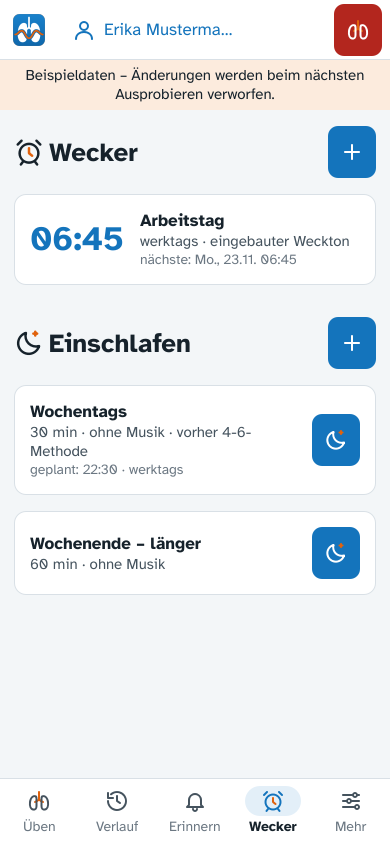 Erika Musterma...
Beispieldaten – Änderungen werden beim nächsten
Ausprobieren verworfen.
Wecker
06:45
Arbeitstag
werktags · eingebauter Weckton
nächste: Mo., 23.11. 06:45
Einschlafen
Wochentags
30 min · ohne Musik · vorher 4-6-
Methode
geplant: 22:30 · werktags
Wochenende – länger
60 min · ohne Musik
Üben
Verlauf
Erinnern
Wecker
Mehr